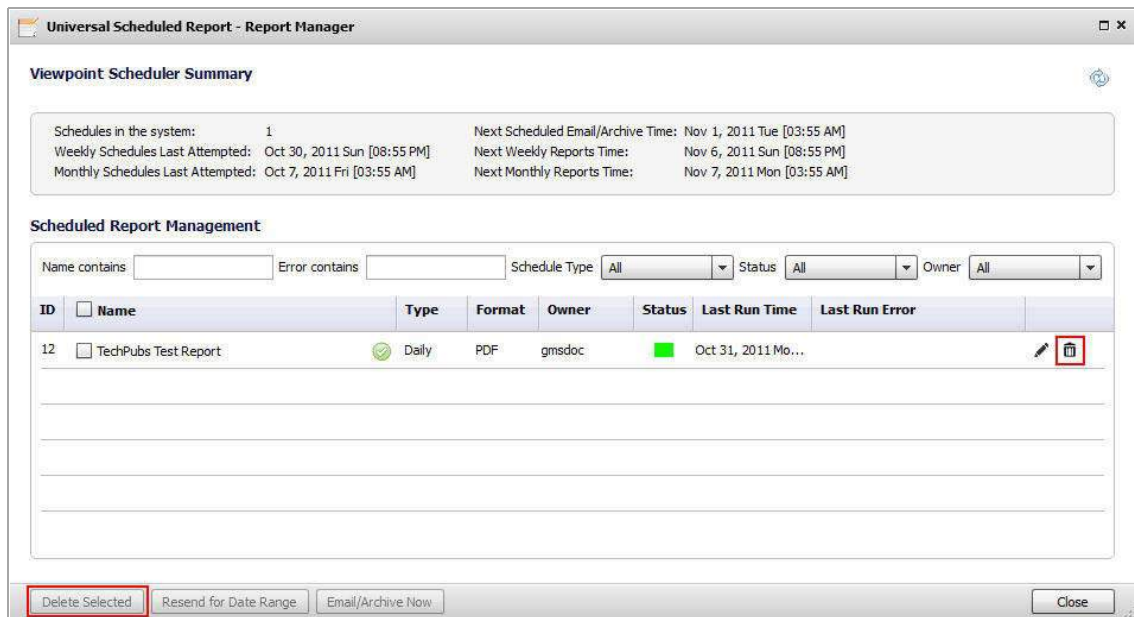 Universal Scheduled Report - Report Manager
Viewpoint Scheduler Summary
Schedules in the system: 1 Next Scheduled Email/Archive Time: Nov 1, 2011 Tue [03:55 AM]
Weekly Schedules Last Attempted: Oct 30, 2011 Sun [08:55 PM] Next Weekly Reports Time: Nov 6, 2011 Sun [08:55 PM]
Monthly Schedules Last Attempted: Oct 7, 2011 Fri [03:55 AM] Next Monthly Reports Time: Nov 7, 2011 Mon [03:55 AM]
Scheduled Report Management
Name contains Error contains Schedule Type All Status All Owner All
ID Name Type Format Owner Status Last Run Time Last Run Error
12 TechPubs Test Report Daily PDF gmsdoc Oct 31, 2011 Mo...
Delete Selected Resend for Date Range Email/Archive Now Close